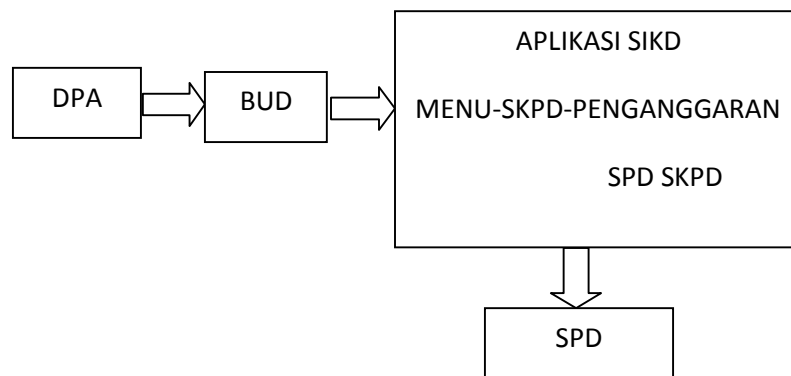 APLIKASI SIKD
DPA
BUD
MENU-SKPD-PENGANGGARAN
SPD SKPD
SPD